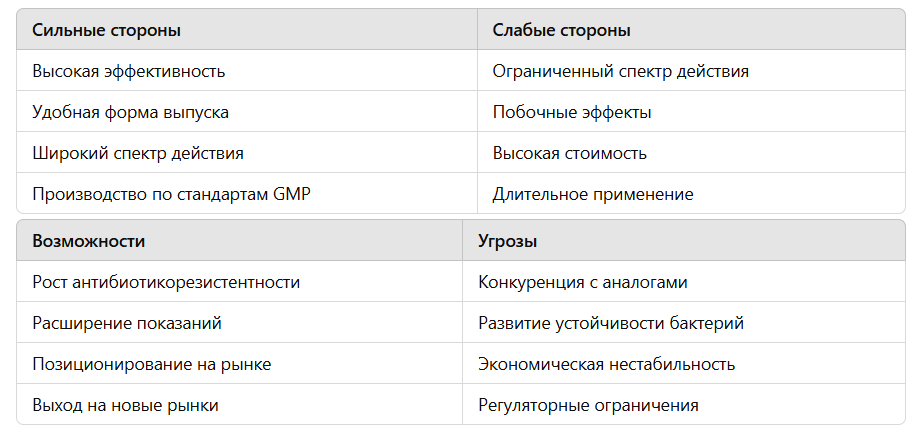 Сильные стороны Слабые стороны
Высокая эффективность Ограниченный спектр действия
Удобная форма выпуска Побочные эффекты
Широкий спектр действия Высокая стоимость
Производство по стандартам GMP Длительное применение
Возможности Угрозы
Рост антибиотикорезистентности Конкуренция с аналогами
Расширение показаний Развитие устойчивости бактерий
Позиционирование на рынке Экономическая нестабильность
Выход на новые рынки Регуляторные ограничения